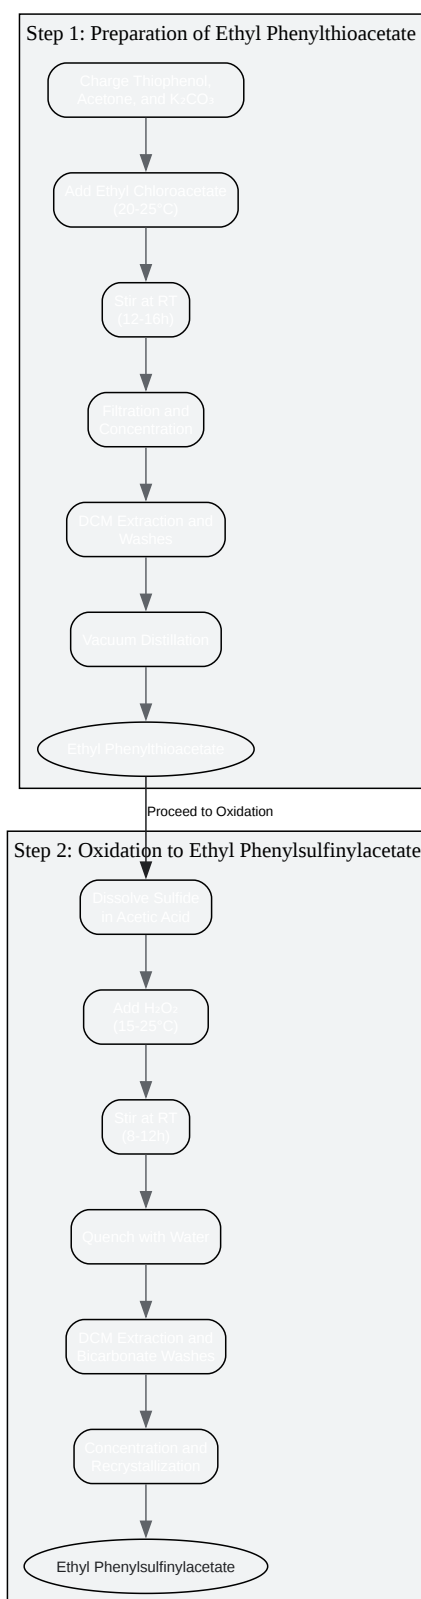 Step 1: Preparation of Ethyl Phenylthioacetate
Charge Thiophenol,
Acetone, and K₂CO₃
Add Ethyl Chloroacetate
(20-25°C)
Stir at RT
(12-16h)
Filtration and
Concentration
DCM Extraction and
Washes
Vacuum Distillation
Ethyl Phenylthioacetate
Proceed to Oxidation
Step 2: Oxidation to Ethyl Phenylsulfinylacetate
Dissolve Sulfide
in Acetic Acid
Add H₂O₂
(15-25°C)
Stir at RT
(8-12h)
Quench with Water
DCM Extraction and
Bicarbonate Washes
Concentration and
Recrystallization
Ethyl Phenylsulfinylacetate